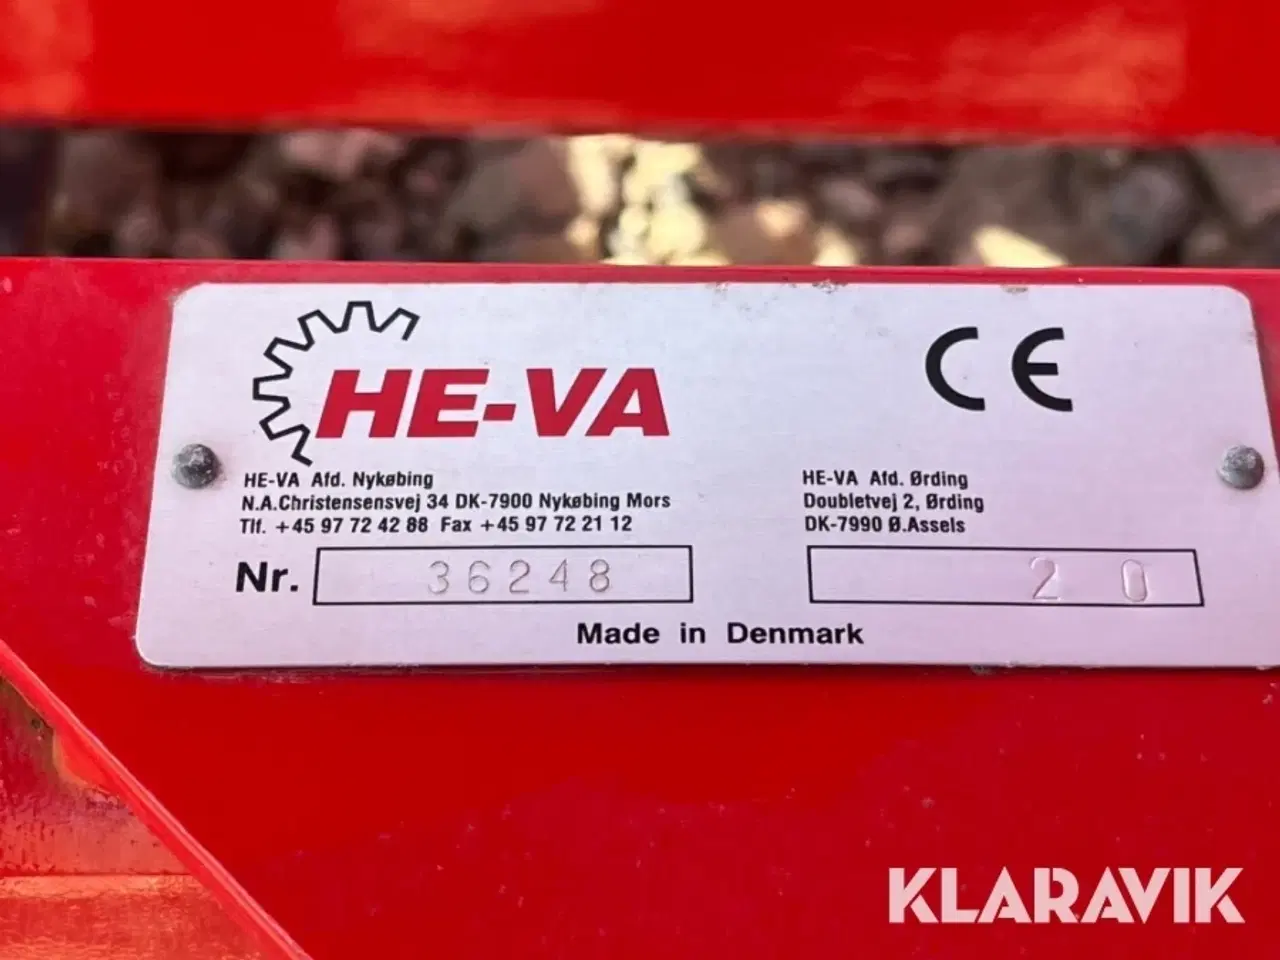 HE-VA
CE
HE-VA Afd. Nykøbing
N.A.Christensensvej 34 DK-7900 Nykøbing Mors
Tlf. +45 97 72 42 88 Fax +45 97 72 21 12
HE-VA Afd. Ørding
Doubletvej 2, Ørding
DK-7990 Ø.Assels
Nr. 36248
2 0
Made in Denmark
KLARAVIK